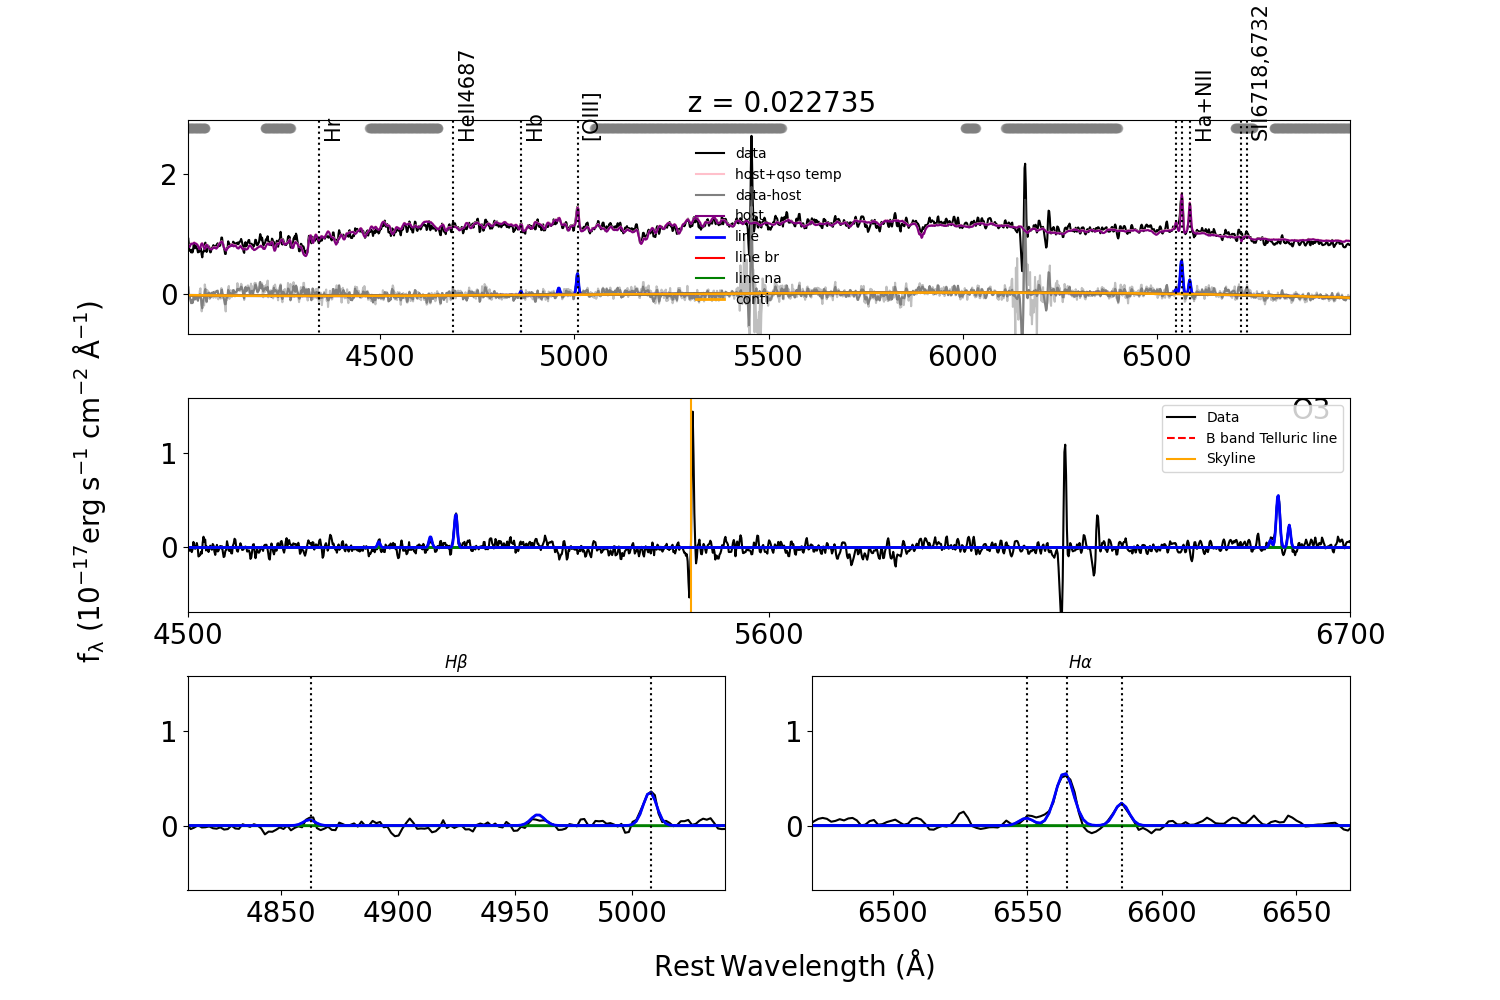 z = 0.022735
Hr
HeII4687
Hb
[OIII]
Ha+NII
SII6718,6732
data
host+qso temp
data-host
host
line
line br
line na
conti
2
0
4500 5000 5500 6000 6500
fλ (10⁻¹⁷erg s⁻¹ cm⁻² Å⁻¹)
O3
Data
B band Telluric line
Skyline
1
0
4500 5600 6700
Hβ
1
0
4850 4900 4950 5000
Hα
1
0
6500 6550 6600 6650
Rest Wavelength (Å)